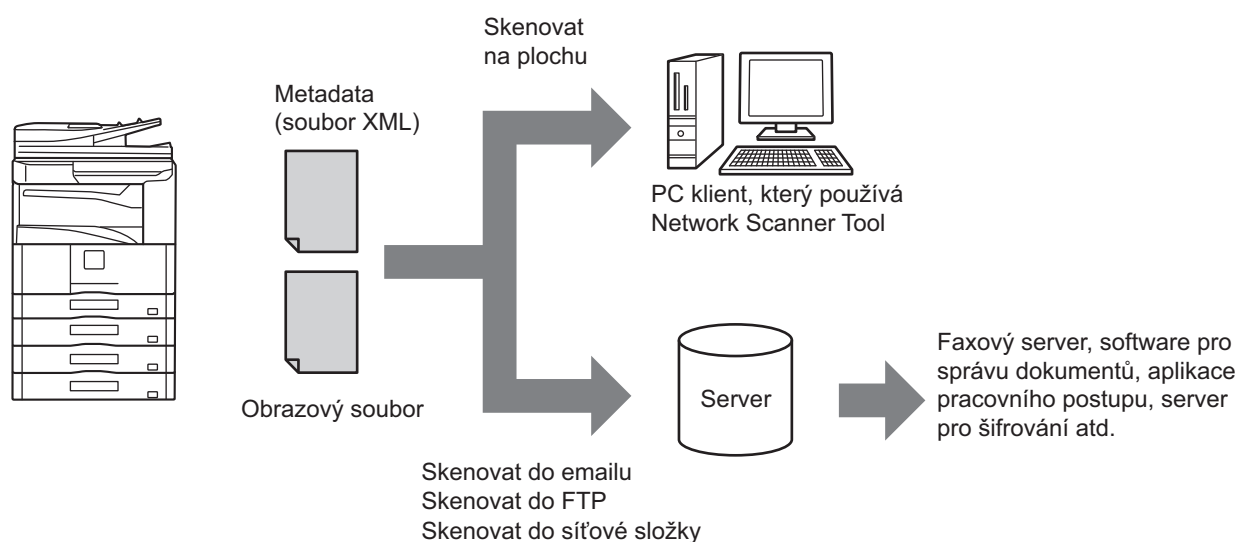 Skenovat
na plochu
Metadata
(soubor XML)
PC klient, který používá
Network Scanner Tool
Obrazový soubor
Server
Faxový server, software pro
správu dokumentů, aplikace
pracovního postupu, server
pro šifrování atd.
Skenovat do emailu
Skenovat do FTP
Skenovat do síťové složky